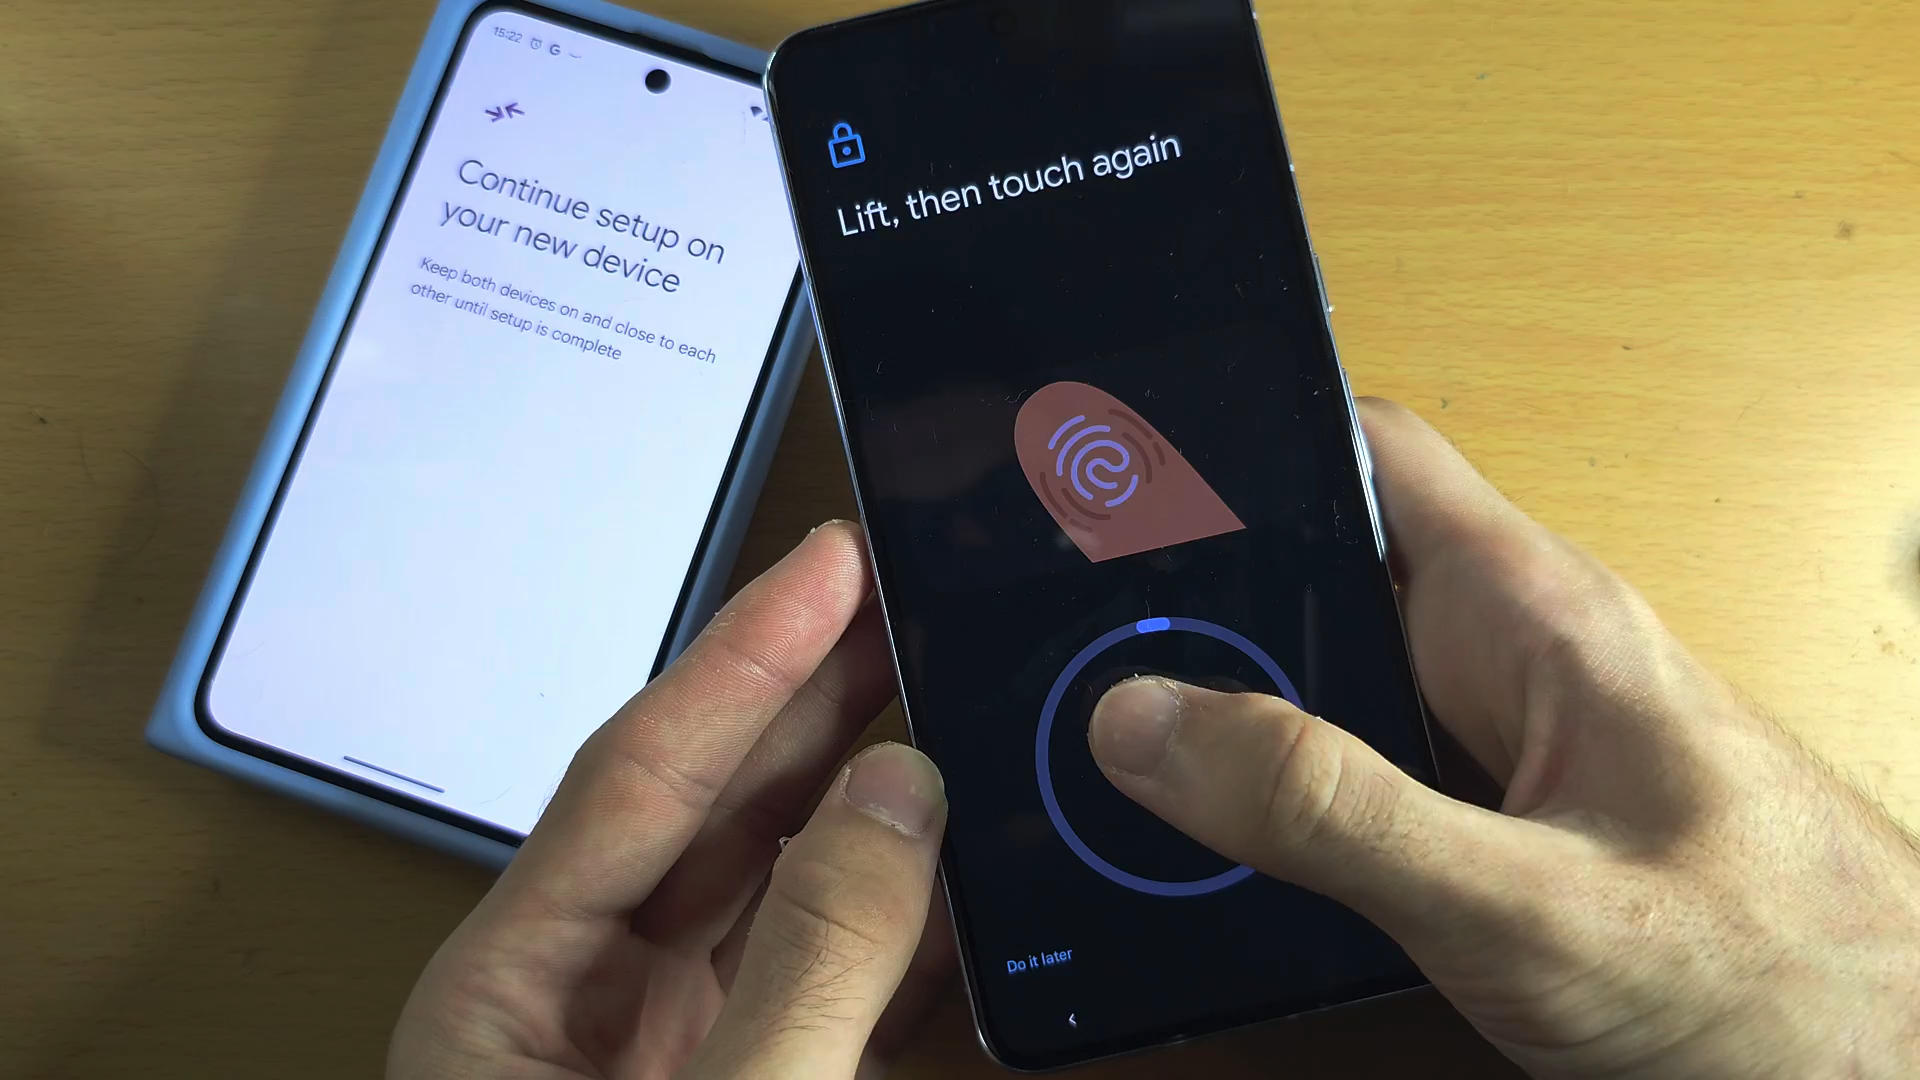 15:22 G
Continue setup on
your new device
Keep both devices on and close to each
other until setup is complete
Lift, then touch again
Do it later